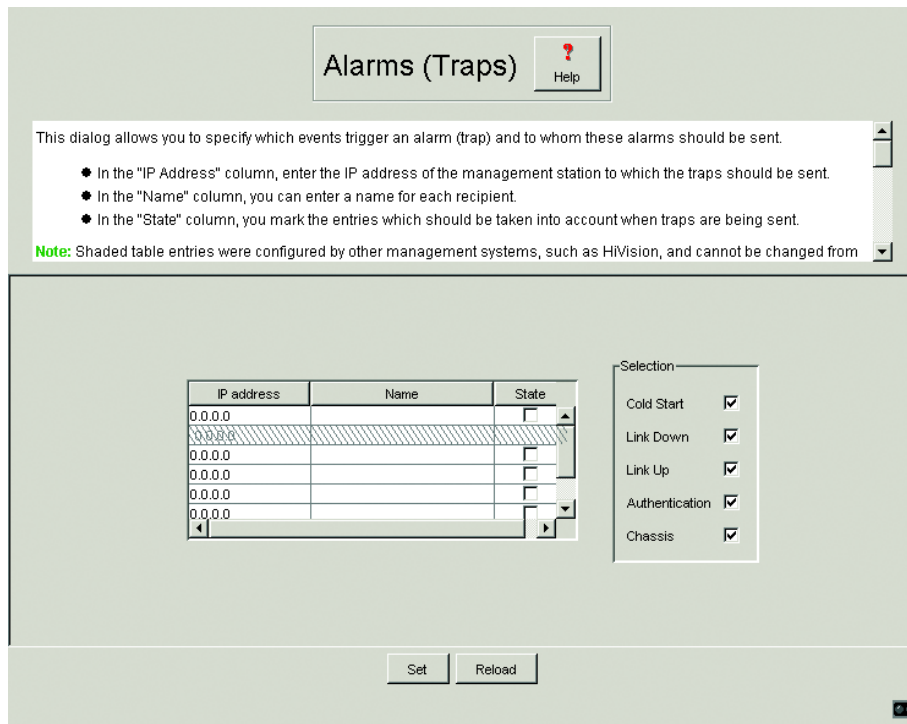 Alarms (Traps)
Help
This dialog allows you to specify which events trigger an alarm (trap) and to whom these alarms should be sent.
In the "IP Address" column, enter the IP address of the management station to which the traps should be sent.
In the "Name" column, you can enter a name for each recipient.
In the "State" column, you mark the entries which should be taken into account when traps are being sent.
Note: Shaded table entries were configured by other management systems, such as HiVision, and cannot be changed from
IP address Name State
0.0.0.0
0.0.0.0
0.0.0.0
0.0.0.0
0.0.0.0
0.0.0.0
Selection
Cold Start
Link Down
Link Up
Authentication
Chassis
Set Reload